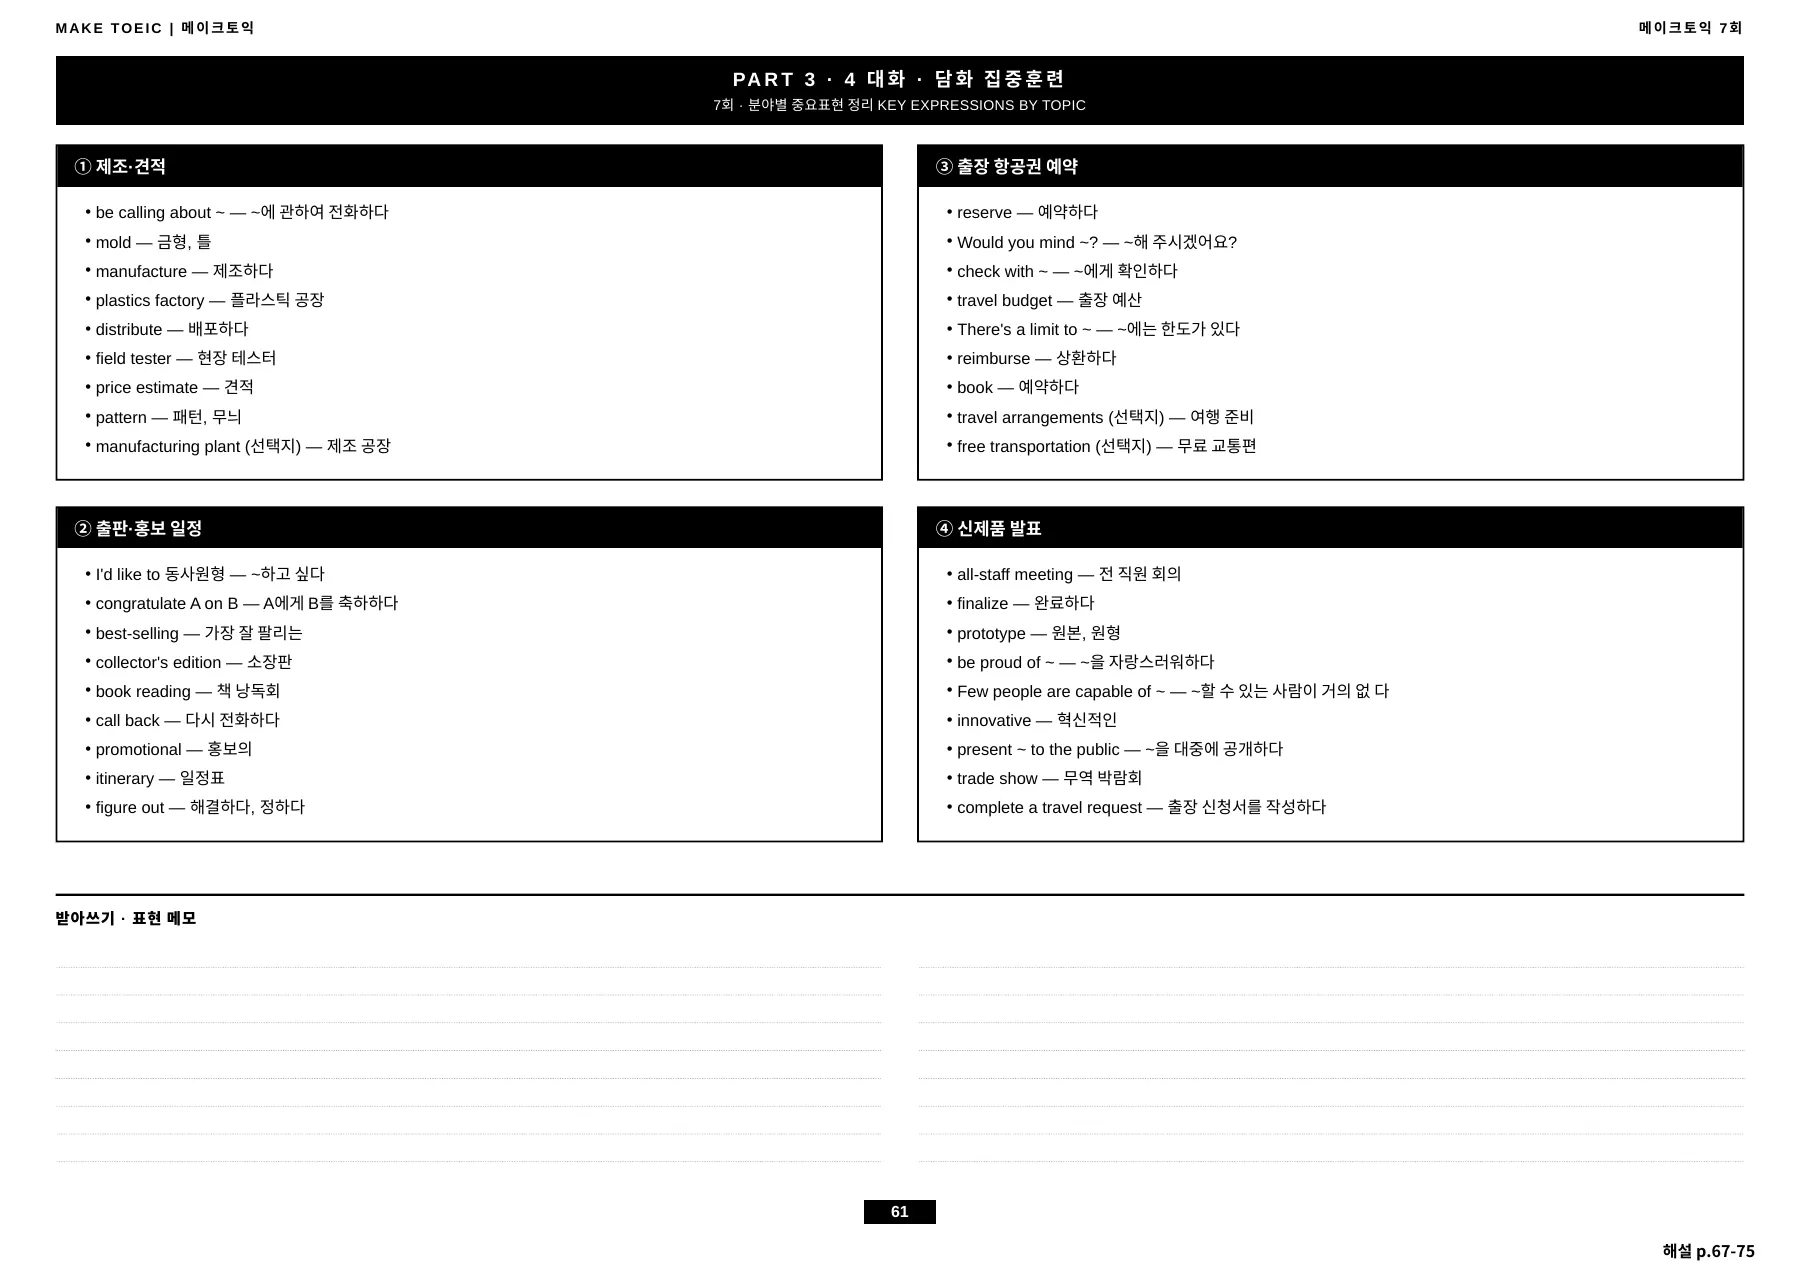 MAKE TOEIC | 메이크토익
메이크토익 7회
PART 3 · 4 대화 · 담화 집중훈련
7회 · 분야별 중요표현 정리 KEY EXPRESSIONS BY TOPIC
① 제조·견적
• be calling about ~ — ~에 관하여 전화하다
• mold — 금형, 틀
• manufacture — 제조하다
• plastics factory — 플라스틱 공장
• distribute — 배포하다
• field tester — 현장 테스터
• price estimate — 견적
• pattern — 패턴, 무늬
• manufacturing plant (선택지) — 제조 공장
② 출판·홍보 일정
• I'd like to 동사원형 — ~하고 싶다
• congratulate A on B — A에게 B를 축하하다
• best-selling — 가장 잘 팔리는
• collector's edition — 소장판
• book reading — 책 낭독회
• call back — 다시 전화하다
• promotional — 홍보의
• itinerary — 일정표
• figure out — 해결하다, 정하다
③ 출장 항공권 예약
• reserve — 예약하다
• Would you mind ~? — ~해 주시겠어요?
• check with ~ — ~에게 확인하다
• travel budget — 출장 예산
• There's a limit to ~ — ~에는 한도가 있다
• reimburse — 상환하다
• book — 예약하다
• travel arrangements (선택지) — 여행 준비
• free transportation (선택지) — 무료 교통편
④ 신제품 발표
• all-staff meeting — 전 직원 회의
• finalize — 완료하다
• prototype — 원본, 원형
• be proud of ~ — ~을 자랑스러워하다
• Few people are capable of ~ — ~할 수 있는 사람이 거의 없 다
• innovative — 혁신적인
• present ~ to the public — ~을 대중에 공개하다
• trade show — 무역 박람회
• complete a travel request — 출장 신청서를 작성하다
받아쓰기 · 표현 메모
61
해설 p.67-75